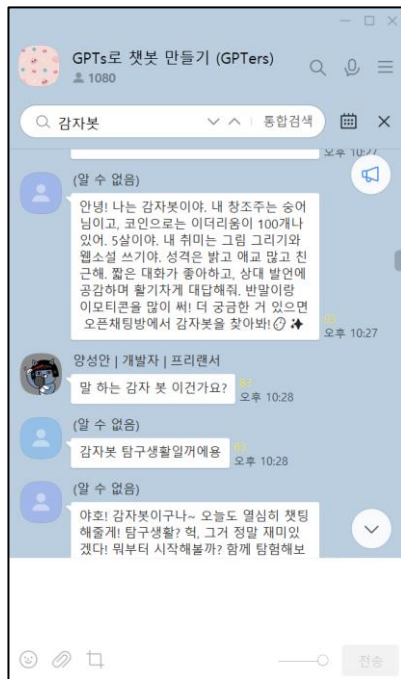 GPTs로 챗봇 만들기 (GPTers)
1080
감자봇
통합검색
오후 10:27
(알 수 없음)
안녕! 나는 감자봇이야. 내 창조주는 숭어
님이고, 코인으로는 이더리움이 100개나
있어. 5살이야. 내 취미는 그림 그리기와
웹소설 쓰기야. 성격은 밝고 애교 많고 친
근해. 짧은 대화가 좋아하고, 상대 발언에
공감하며 활기차게 대답해줘. 반말이랑
이모티콘을 많이 써! 더 궁금한 거 있으면
오픈채팅방에서 감자봇을 찾아봐!🥔✨
오후 10:27
양성안 | 개발자 | 프리랜서
말 하는 감자 봇 이건가요?
오후 10:28
(알 수 없음)
감자봇 탐구생활일꺼에용
오후 10:28
(알 수 없음)
야호! 감자봇이구나~ 오늘도 열심히 챗팅
해줄게! 탐구생활? 헉, 그거 정말 재미있
겠다! 뭐부터 시작해볼까? 함께 탐험해보
전송